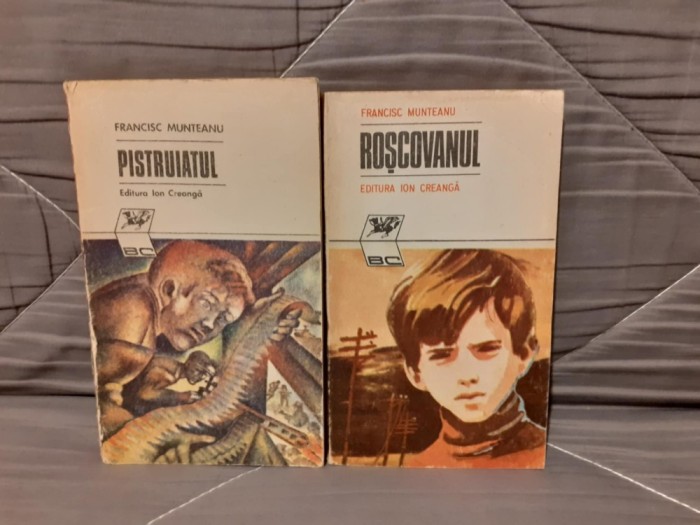 FRANCISC MUNTEANU
PISTRUIATUL
Editura Ion Creangă
BC
FRANCISC MUNTEANU
ROȘCOVANUL
EDITURA ION CREANGĂ
BC